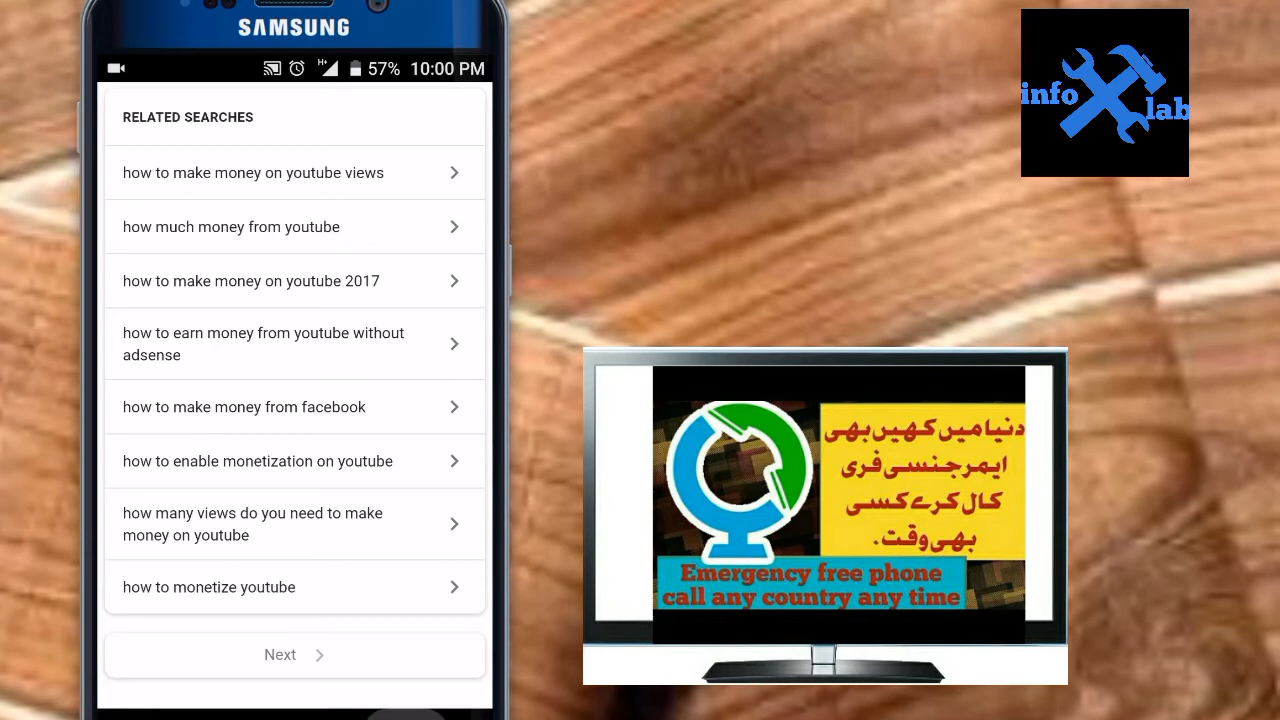 SAMSUNG
H+ 57% 10:00 PM
RELATED SEARCHES
how to make money on youtube views
how much money from youtube
how to make money on youtube 2017
how to earn money from youtube without
adsense
how to make money from facebook
how to enable monetization on youtube
how many views do you need to make
money on youtube
how to monetize youtube
Next
info
lab
دنیا میں کہیں بھی
ایمرجنسی فری
کال کرے کسی
بھی وقت.
Emergency free phone
call any country any time